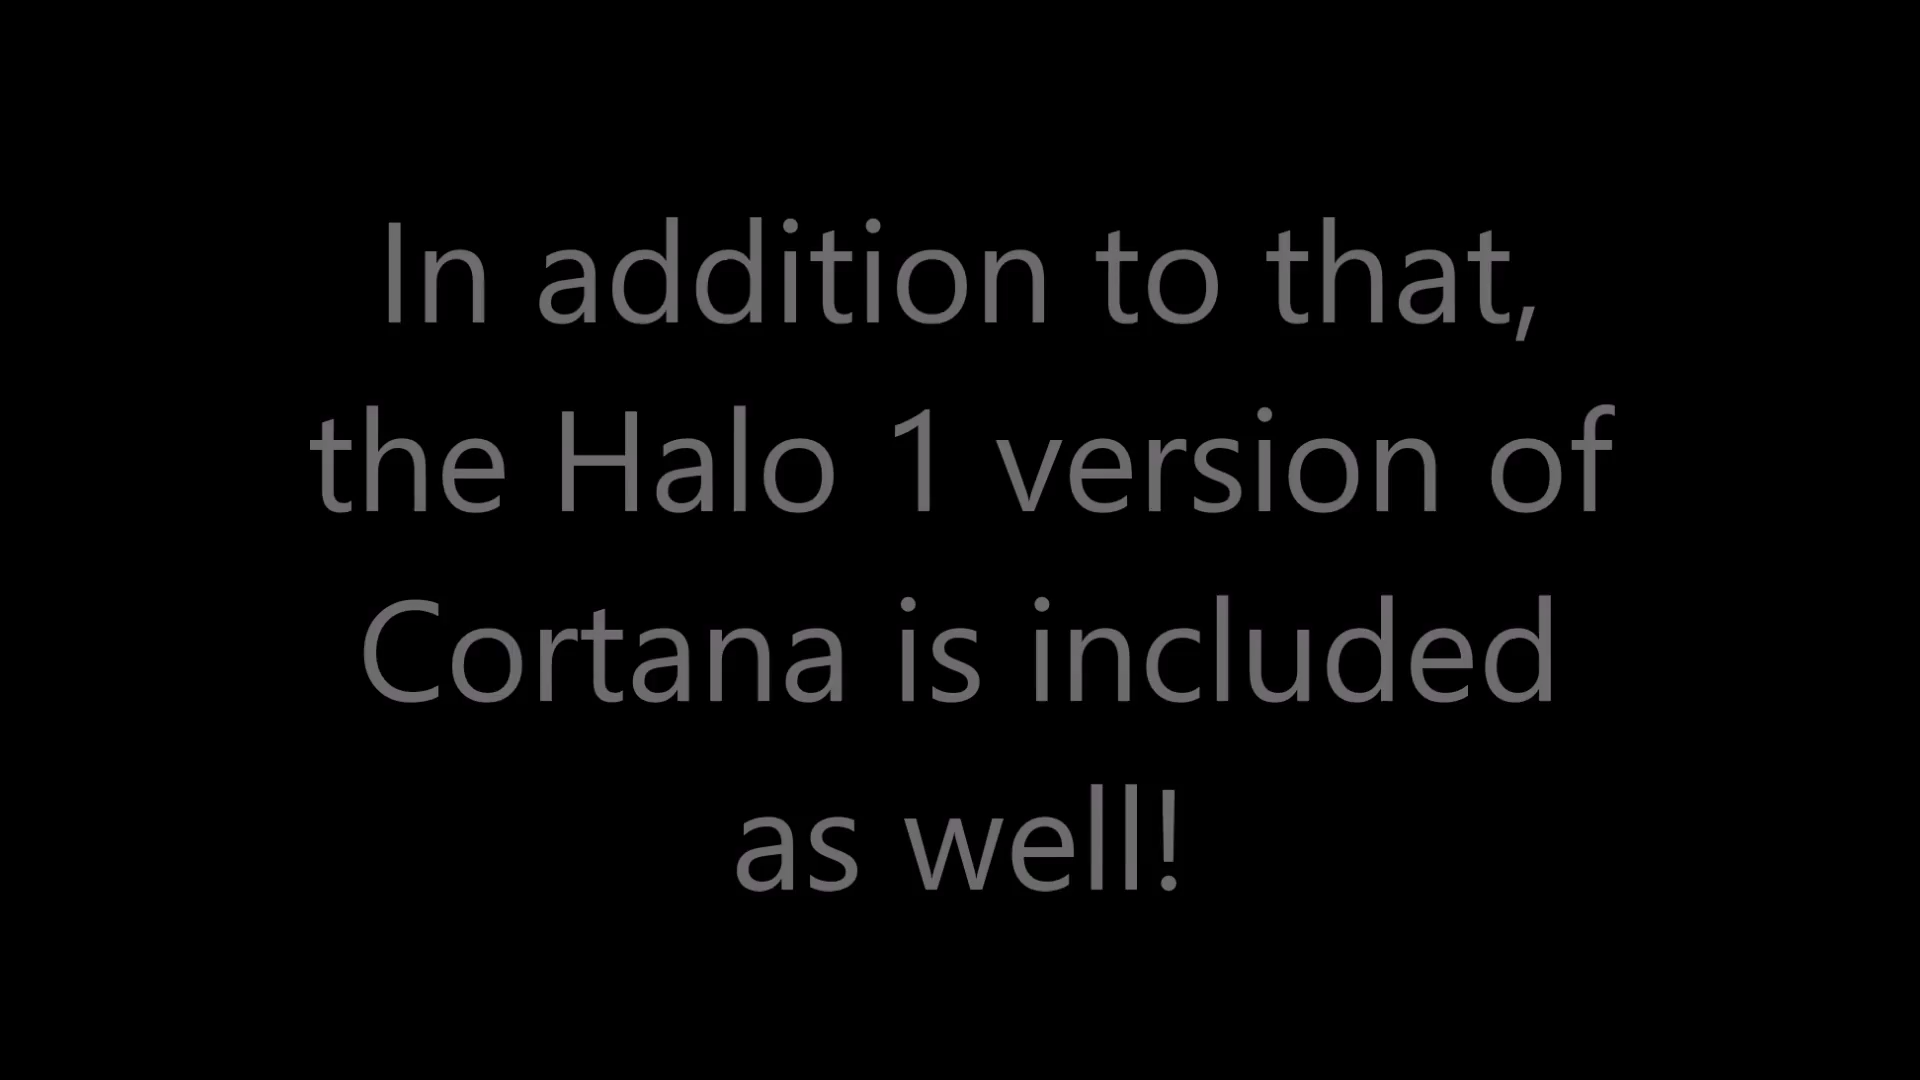 In addition to that,
the Halo 1 version of
Cortana is included
as well!